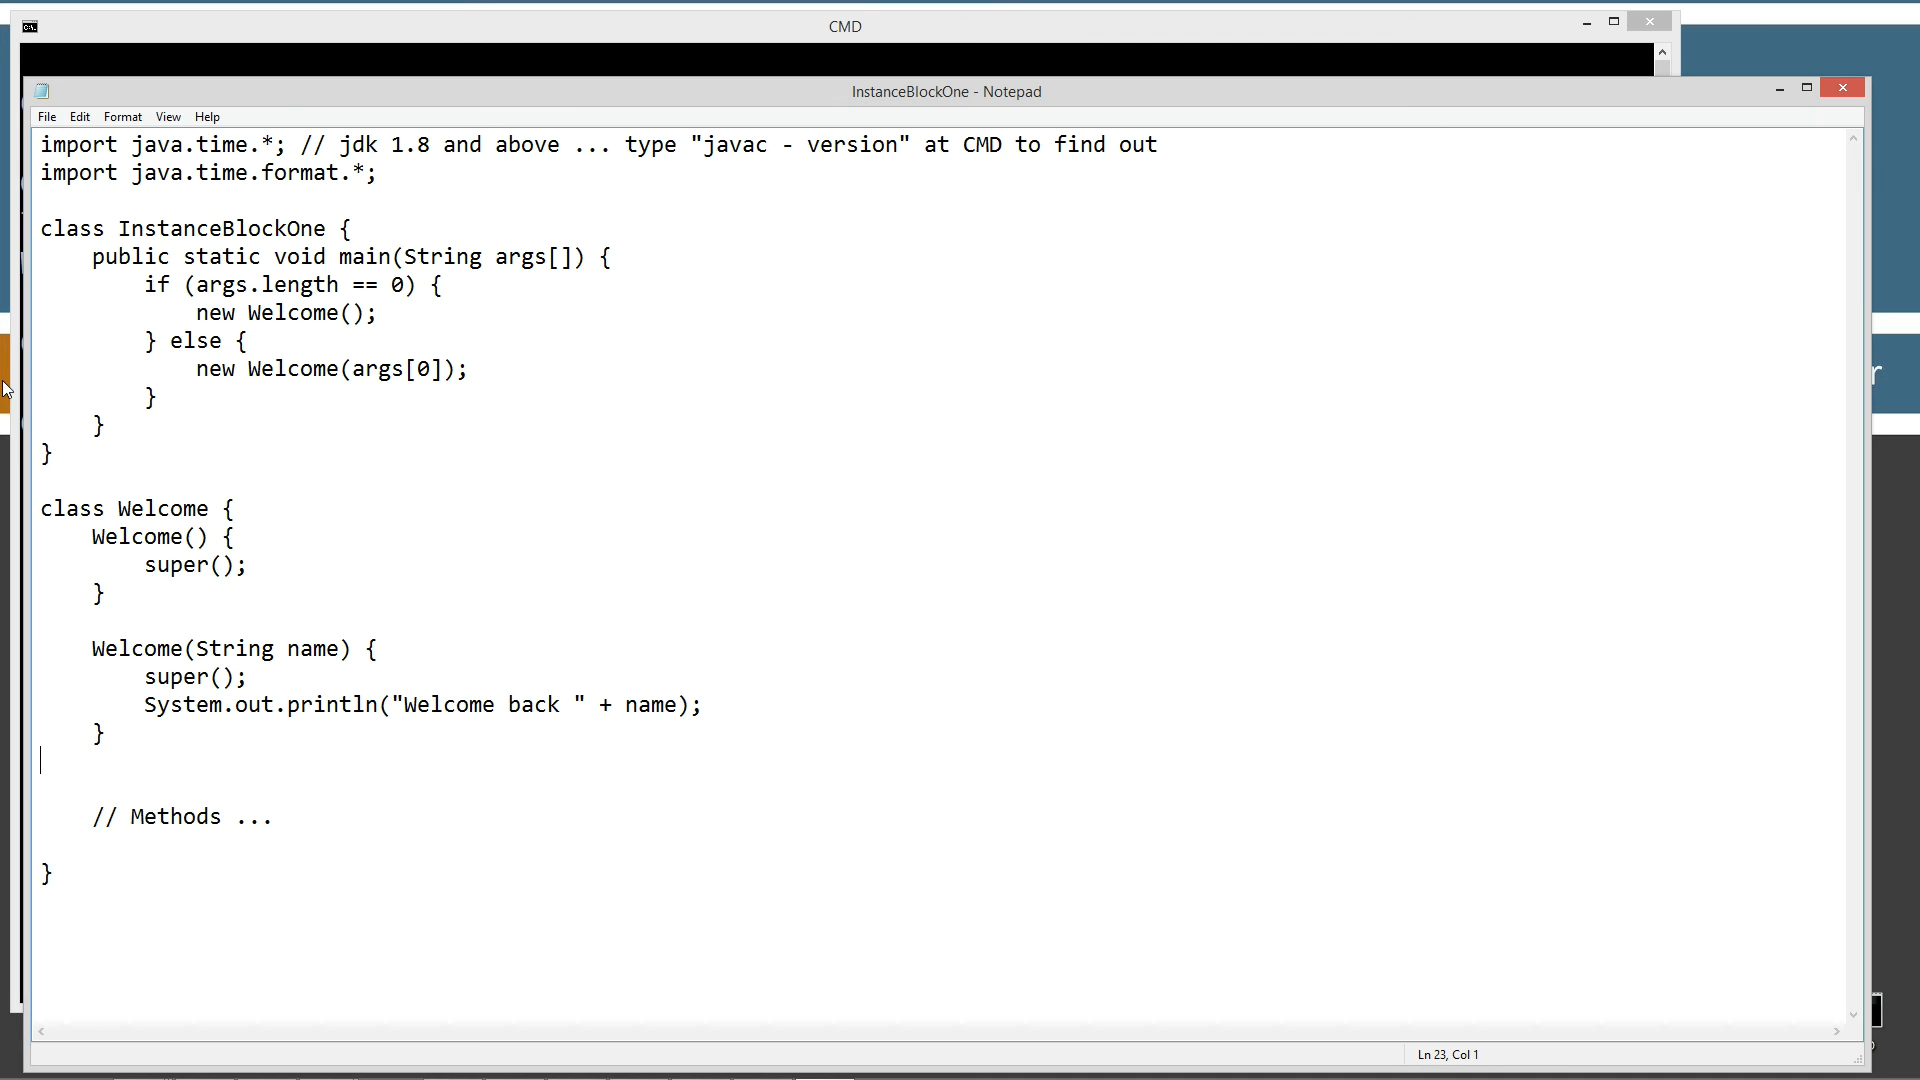 CMD
InstanceBlockOne - Notepad
File Edit Format View Help
import java.time.*; // jdk 1.8 and above ... type "javac - version" at CMD to find out
import java.time.format.*;
class InstanceBlockOne {
public static void main(String args[]) {
if (args.length == 0) {
new Welcome();
} else {
new Welcome(args[0]);
}
}
}
class Welcome {
Welcome() {
super();
}
Welcome(String name) {
super();
System.out.println("Welcome back " + name);
}
// Methods ...
}
r
Ln 23, Col 1